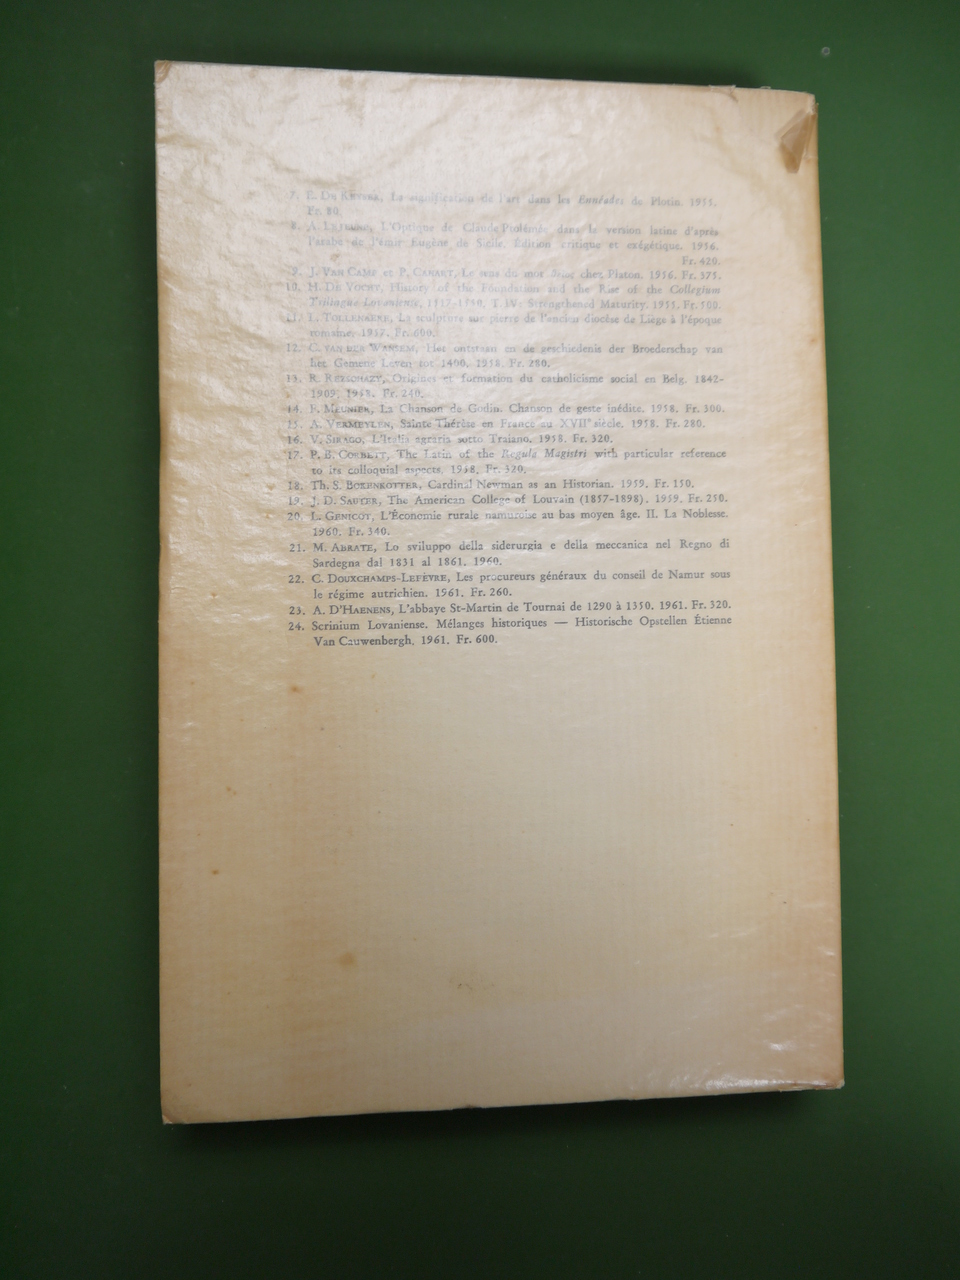 7. E. De Keyser, La signification de l'art dans les Ennéades de Plotin. 1955.
Fr. 80.
8. A. Lejeune, L'Optique de Claude Ptolémée dans la version latine d'après
l'arabe de l'émir Eugène de Sicile. Édition critique et exégétique. 1956.
Fr. 420.
9. J. Van Camp et P. Canart, Le sens du mot θεῖος chez Platon. 1956. Fr. 375.
10. H. De Vocht, History of the Foundation and the Rise of the Collegium
Trilingue Lovaniense, 1517-1550. T. IV: Strengthened Maturity. 1955. Fr. 500.
11. L. Tollenaere, La sculpture sur pierre de l'ancien diocèse de Liège à l'époque
romaine. 1957. Fr. 600.
12. C. van der Wansem, Het ontstaan en de geschiedenis der Broederschap van
het Gemene Leven tot 1400. 1958. Fr. 280.
13. R. Rezsohazy, Origines et formation du catholicisme social en Belg. 1842-
1909. 1958. Fr. 240.
14. F. Meunier, La Chanson de Godin. Chanson de geste inédite. 1958. Fr. 300.
15. A. Vermeylen, Sainte Thérèse en France au XVIIe siècle. 1958. Fr. 280.
16. V. Sirago, L'Italia agraria sotto Traiano. 1958. Fr. 320.
17. P. B. Corbett, The Latin of the Regula Magistri with particular reference
to its colloquial aspects. 1958. Fr. 320.
18. Th. S. Bokenkotter, Cardinal Newman as an Historian. 1959. Fr. 150.
19. J. D. Sauter, The American College of Louvain (1857-1898). 1959. Fr. 250.
20. L. Genicot, L'Économie rurale namuroise au bas moyen âge. II. La Noblesse.
1960. Fr. 340.
21. M. Abrate, Lo sviluppo della siderurgia e della meccanica nel Regno di
Sardegna dal 1831 al 1861. 1960.
22. C. Douxchamps-Lefèvre, Les procureurs généraux du conseil de Namur sous
le régime autrichien. 1961. Fr. 260.
23. A. D'Haenens, L'abbaye St-Martin de Tournai de 1290 à 1350. 1961. Fr. 320.
24. Scrinium Lovaniense. Mélanges historiques — Historische Opstellen Étienne
Van Cauwenbergh. 1961. Fr. 600.